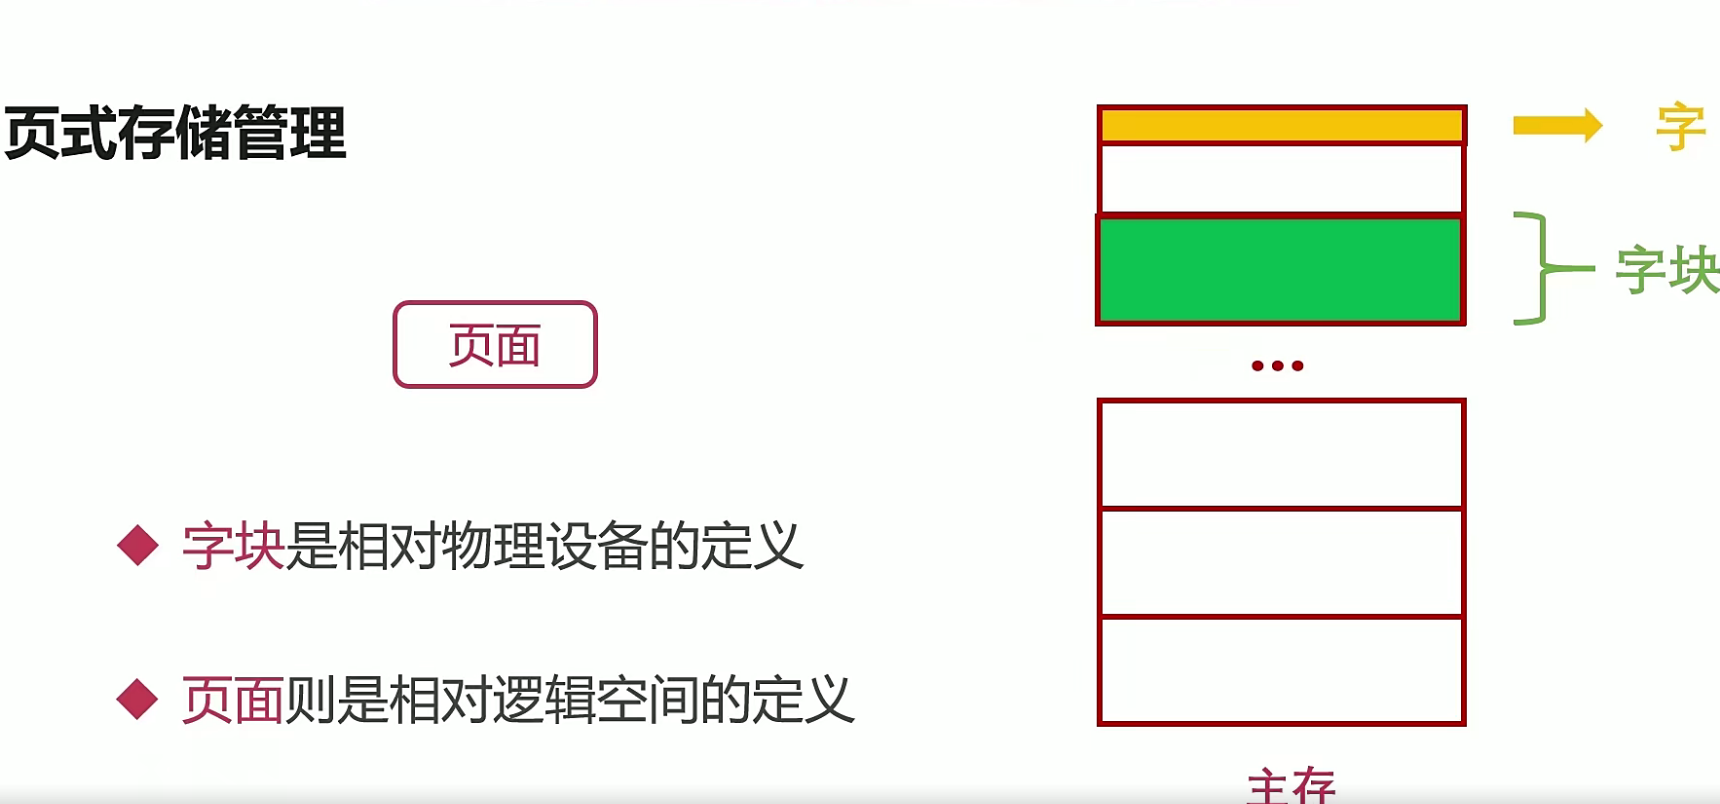 页式存储管理
字
字块
页面
...
字块是相对物理设备的定义
页面则是相对逻辑空间的定义
主存